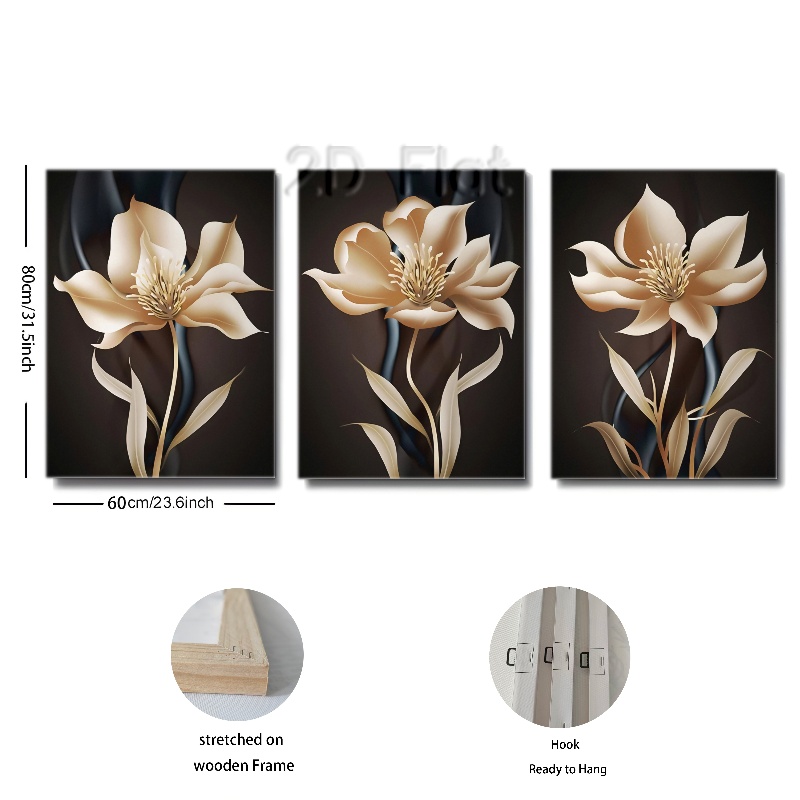 2D Flat
80cm/31.5inch
60cm/23.6inch
stretched on
wooden Frame
Hook
Ready to Hang